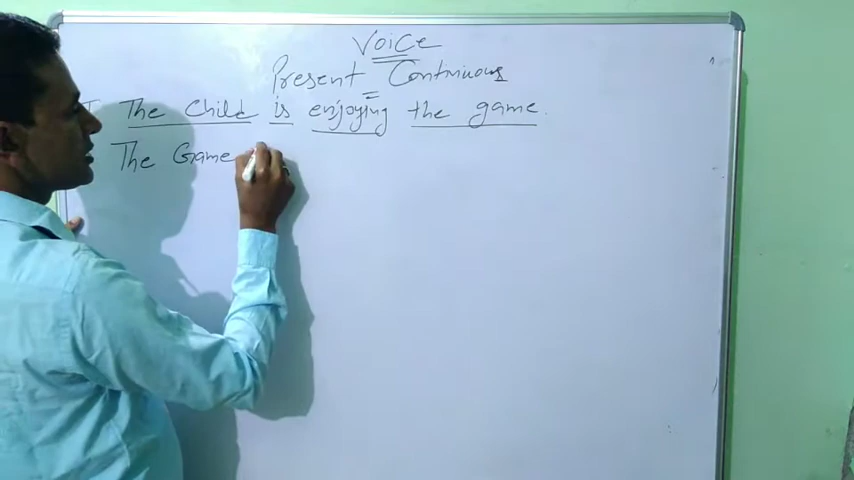 Voice
Present Continuous
The Child is enjoying the game.
The Game